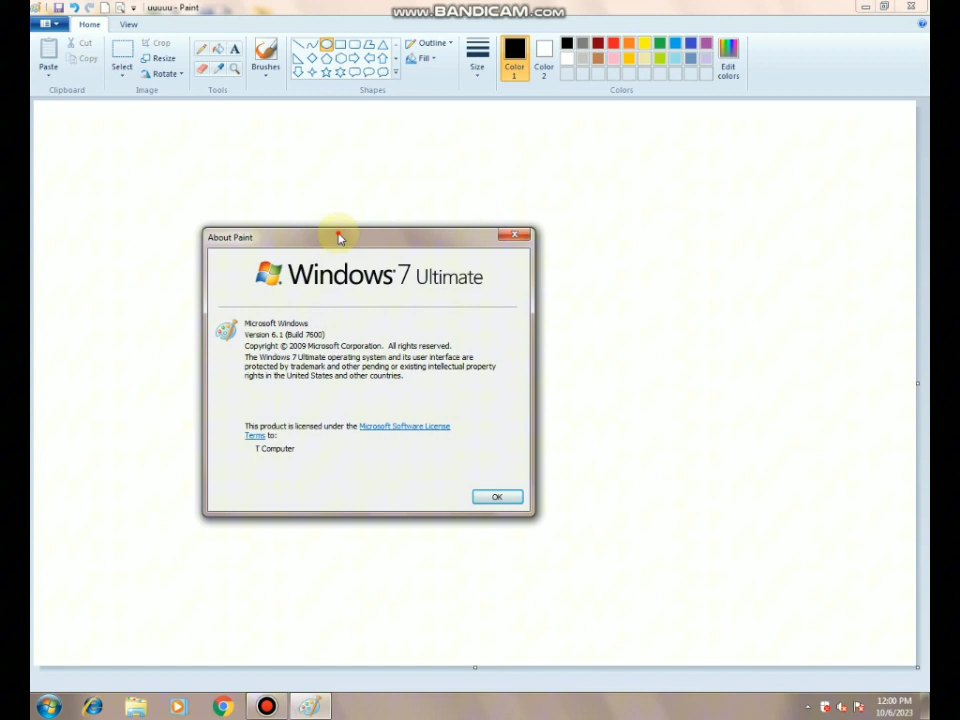 www.BANDICAM.com
uuuuu - Paint
Home
View
Paste
Cut
Copy
Clipboard
Select
Crop
Resize
Rotate
Image
A
Tools
Brushes
Outline
Fill
Shapes
Size
Color
1
Color
2
Edit
colors
Colors
About Paint
Windows 7 Ultimate
Microsoft Windows
Version 6.1 (Build 7600)
Copyright © 2009 Microsoft Corporation. All rights reserved.
The Windows 7 Ultimate operating system and its user interface are
protected by trademark and other pending or existing intellectual property
rights in the United States and other countries.
This product is licensed under the Microsoft Software License
Terms to:
T Computer
OK
12:00 PM
10/6/2023